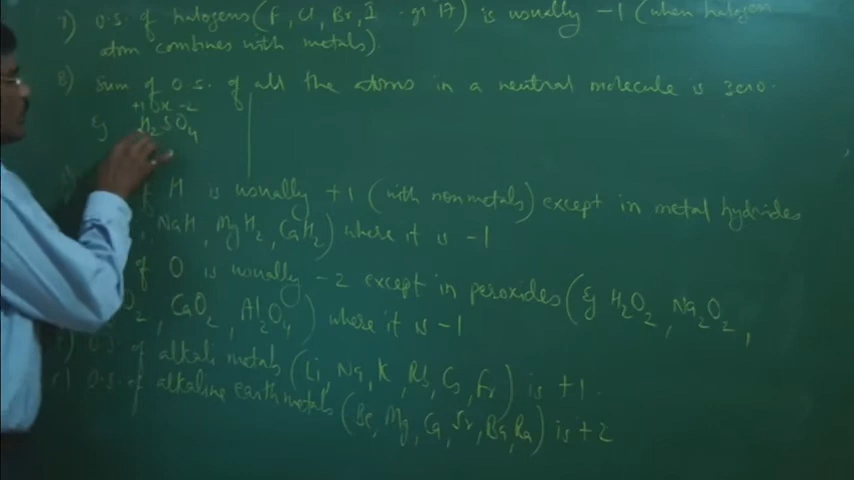 7) O.S. of halogens (F, Cl, Br, I - gr 17) is usually -1 (when halogen
atom combines with metals).
8) Sum of O.S. of all the atoms in a neutral molecule is zero.
+1 x -2
Eg H2SO4
H is usually +1 (with nonmetals) except in metal hydrides
, NaH, MgH2, CaH2) where it is -1
of O is usually -2 except in peroxides (Eg H2O2, Na2O2,
O2, CaO2, Al2O4) where it is -1
O.S. of alkali metals (Li, Na, K, Rb, Cs, Fr) is +1.
O.S. of alkaline earth metals (Be, Mg, Ca, Sr, Ba, Ra) is +2